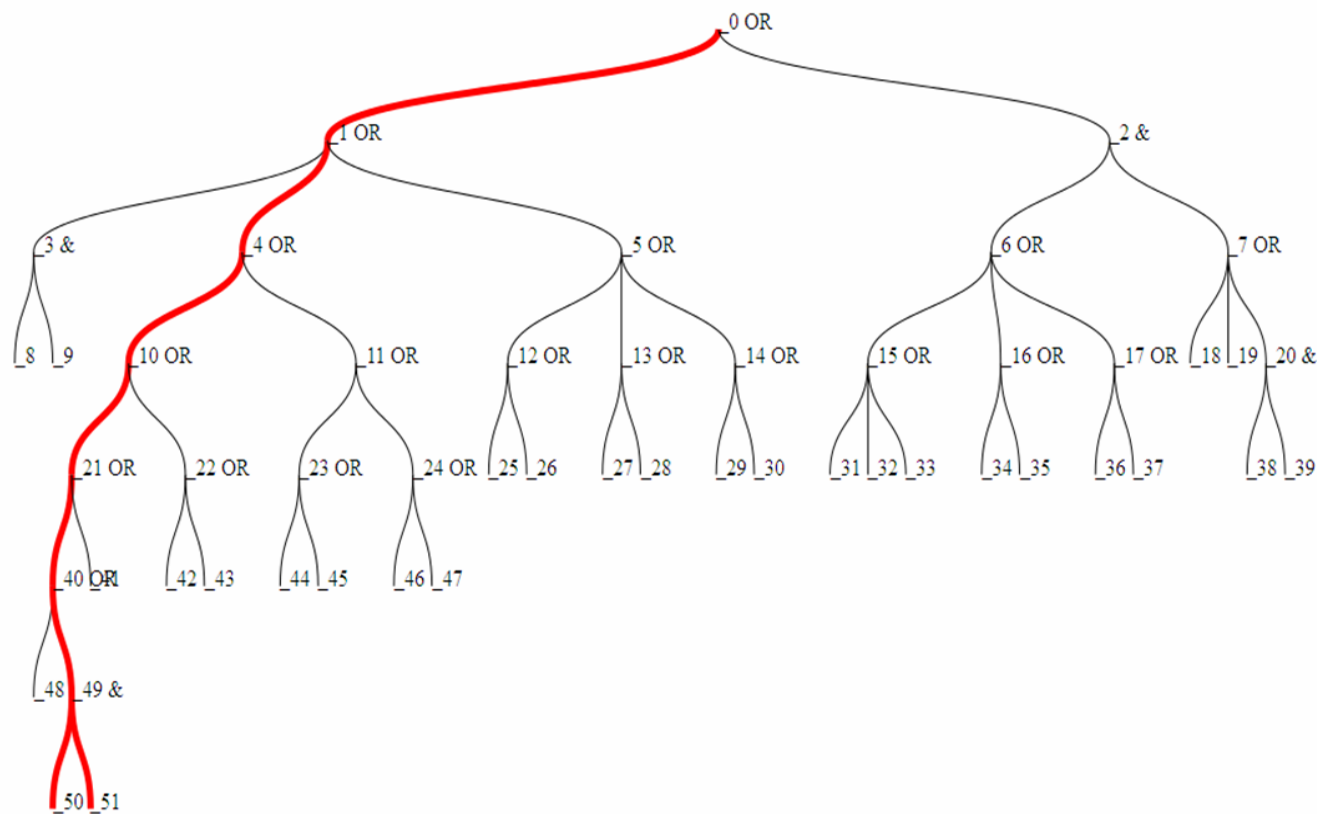 _0 OR
_1 OR
_2 &
_3 &
_4 OR
_5 OR
_6 OR
_7 OR
_8
_9
_10 OR
_11 OR
_12 OR
_13 OR
_14 OR
_15 OR
_16 OR
_17 OR
_18
_19
_20 &
_21 OR
_22 OR
_23 OR
_24 OR
_25
_26
_27
_28
_29
_30
_31
_32
_33
_34
_35
_36
_37
_38
_39
_40 OR
_41
_42
_43
_44
_45
_46
_47
_48
_49 &
_50
_51